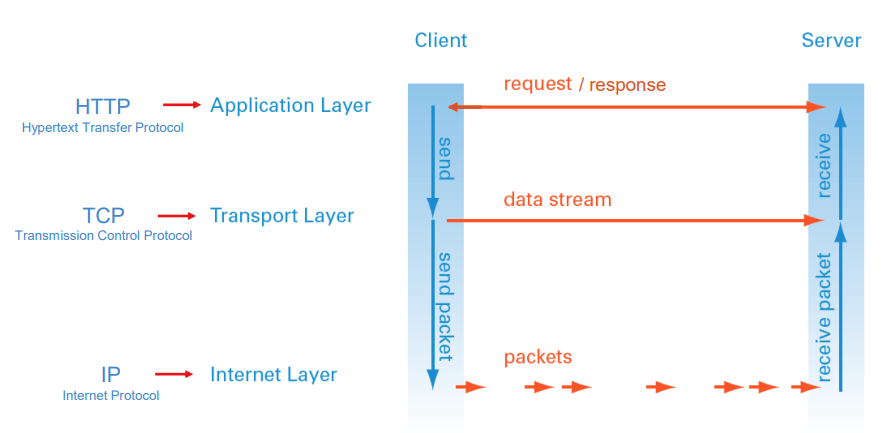 Client
Server
request / response
HTTP
Application Layer
Hypertext Transfer Protocol
send
receive
data stream
TCP
Transport Layer
Transmission Control Protocol
send packet
receive packet
packets
IP
Internet Layer
Internet Protocol